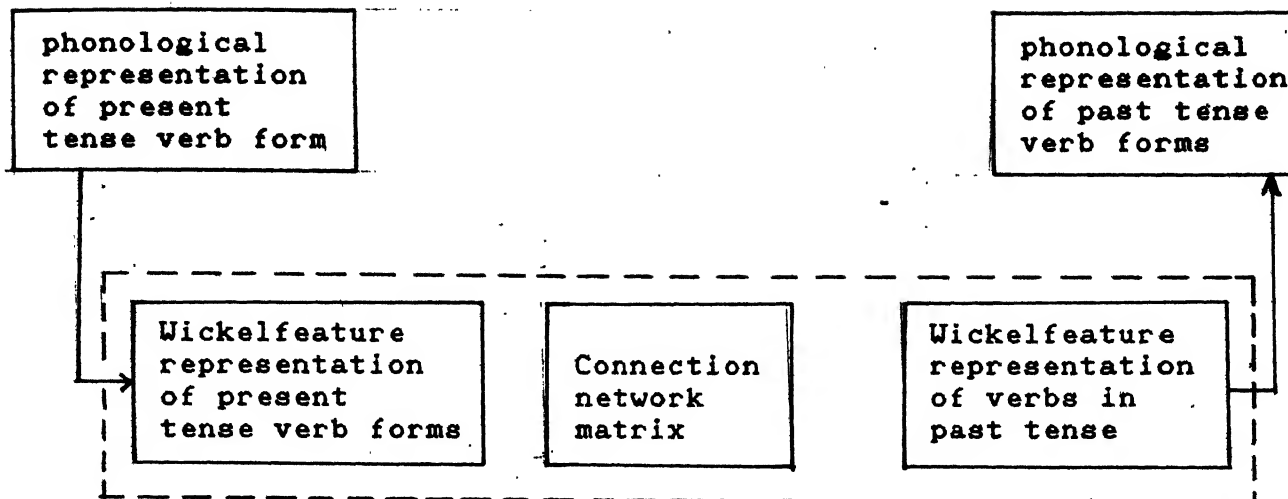 phonological
representation
of present
tense verb form
phonological
representation
of past tense
verb forms
Wickelfeature
representation
of present
tense verb forms
Connection
network
matrix
Wickelfeature
representation
of verbs in
past tense